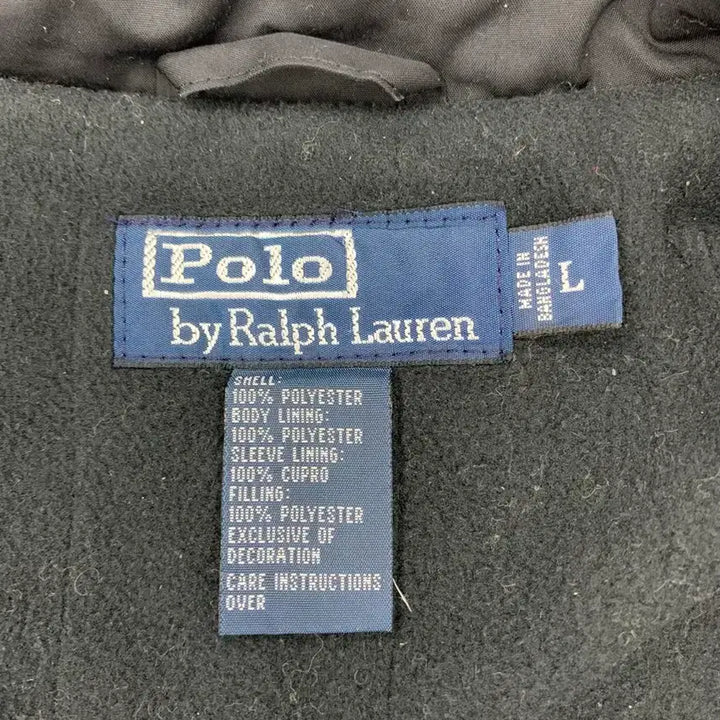 Polo
by Ralph Lauren
MADE IN
BANGLADESH
L
SHELL:
100% POLYESTER
BODY LINING:
100% POLYESTER
SLEEVE LINING:
100% CUPRO
FILLING:
100% POLYESTER
EXCLUSIVE OF
DECORATION
CARE INSTRUCTIONS
OVER